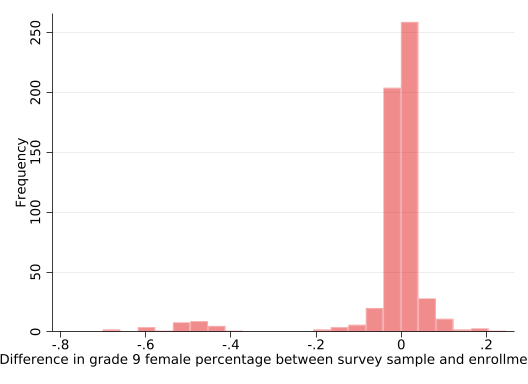 250
200
150
100
50
0
Frequency
-.8 -.6 -.4 -.2 0 .2
Difference in grade 9 female percentage between survey sample and enrollme